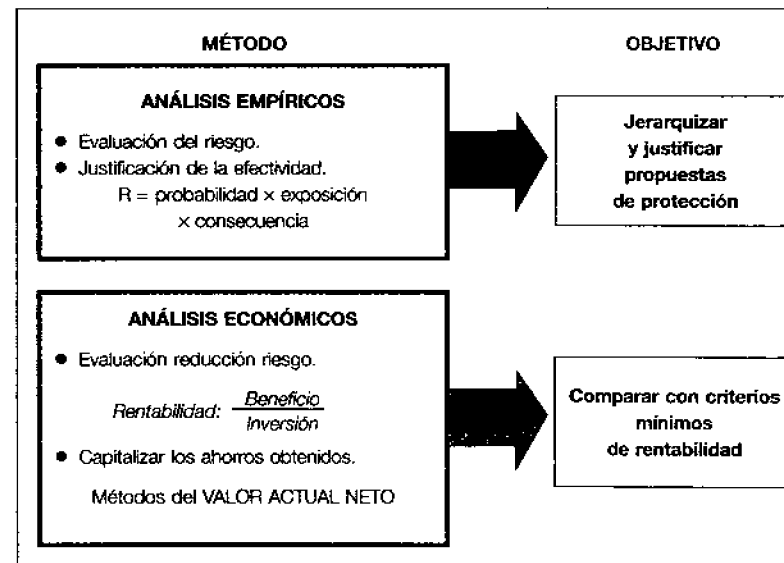 MÉTODO
OBJETIVO
ANÁLISIS EMPÍRICOS
● Evaluación del riesgo.
● Justificación de la efectividad.
R = probabilidad × exposición
× consecuencia
Jerarquizar
y justificar
propuestas
de protección
ANÁLISIS ECONÓMICOS
● Evaluación reducción riesgo.
Rentabilidad: Beneficio
Inversión
● Capitalizar los ahorros obtenidos.
Métodos del VALOR ACTUAL NETO
Comparar con criterios
mínimos
de rentabilidad